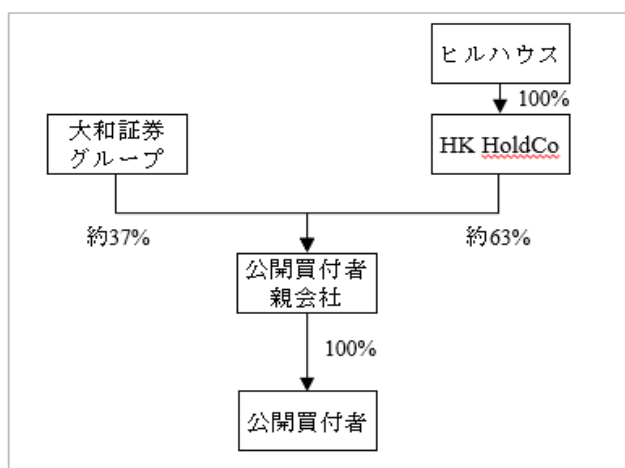 ヒルハウス
100%
大和証券
グループ
HK HoldCo
約37%
約63%
公開買付者
親会社
100%
公開買付者